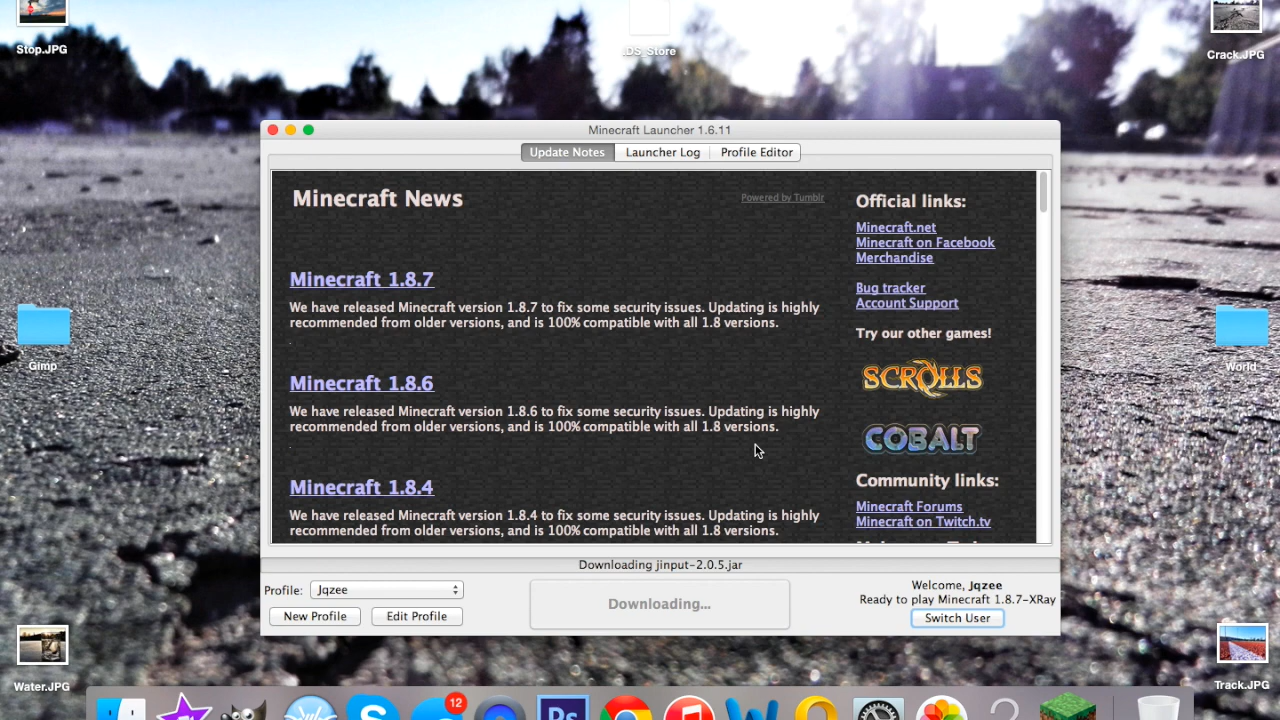 Stop.JPG
.DS_Store
Crack.JPG
Minecraft Launcher 1.6.11
Update Notes
Launcher Log
Profile Editor
Minecraft News
Powered by Tumblr
Minecraft 1.8.7
We have released Minecraft version 1.8.7 to fix some security issues. Updating is highly
recommended from older versions, and is 100% compatible with all 1.8 versions.
.
Minecraft 1.8.6
We have released Minecraft version 1.8.6 to fix some security issues. Updating is highly
recommended from older versions, and is 100% compatible with all 1.8 versions.
.
Minecraft 1.8.4
We have released Minecraft version 1.8.4 to fix some security issues. Updating is highly
recommended from older versions, and is 100% compatible with all 1.8 versions.
Official links:
Minecraft.net
Minecraft on Facebook
Merchandise
Bug tracker
Account Support
Try our other games!
SCROLLS
COBALT
Community links:
Minecraft Forums
Minecraft on Twitch.tv
Gimp
World
Downloading jinput-2.0.5.jar
Profile:
Jqzee
New Profile
Edit Profile
Downloading...
Welcome, Jqzee
Ready to play Minecraft 1.8.7-XRay
Switch User
Water.JPG
Track.JPG
12
Ps